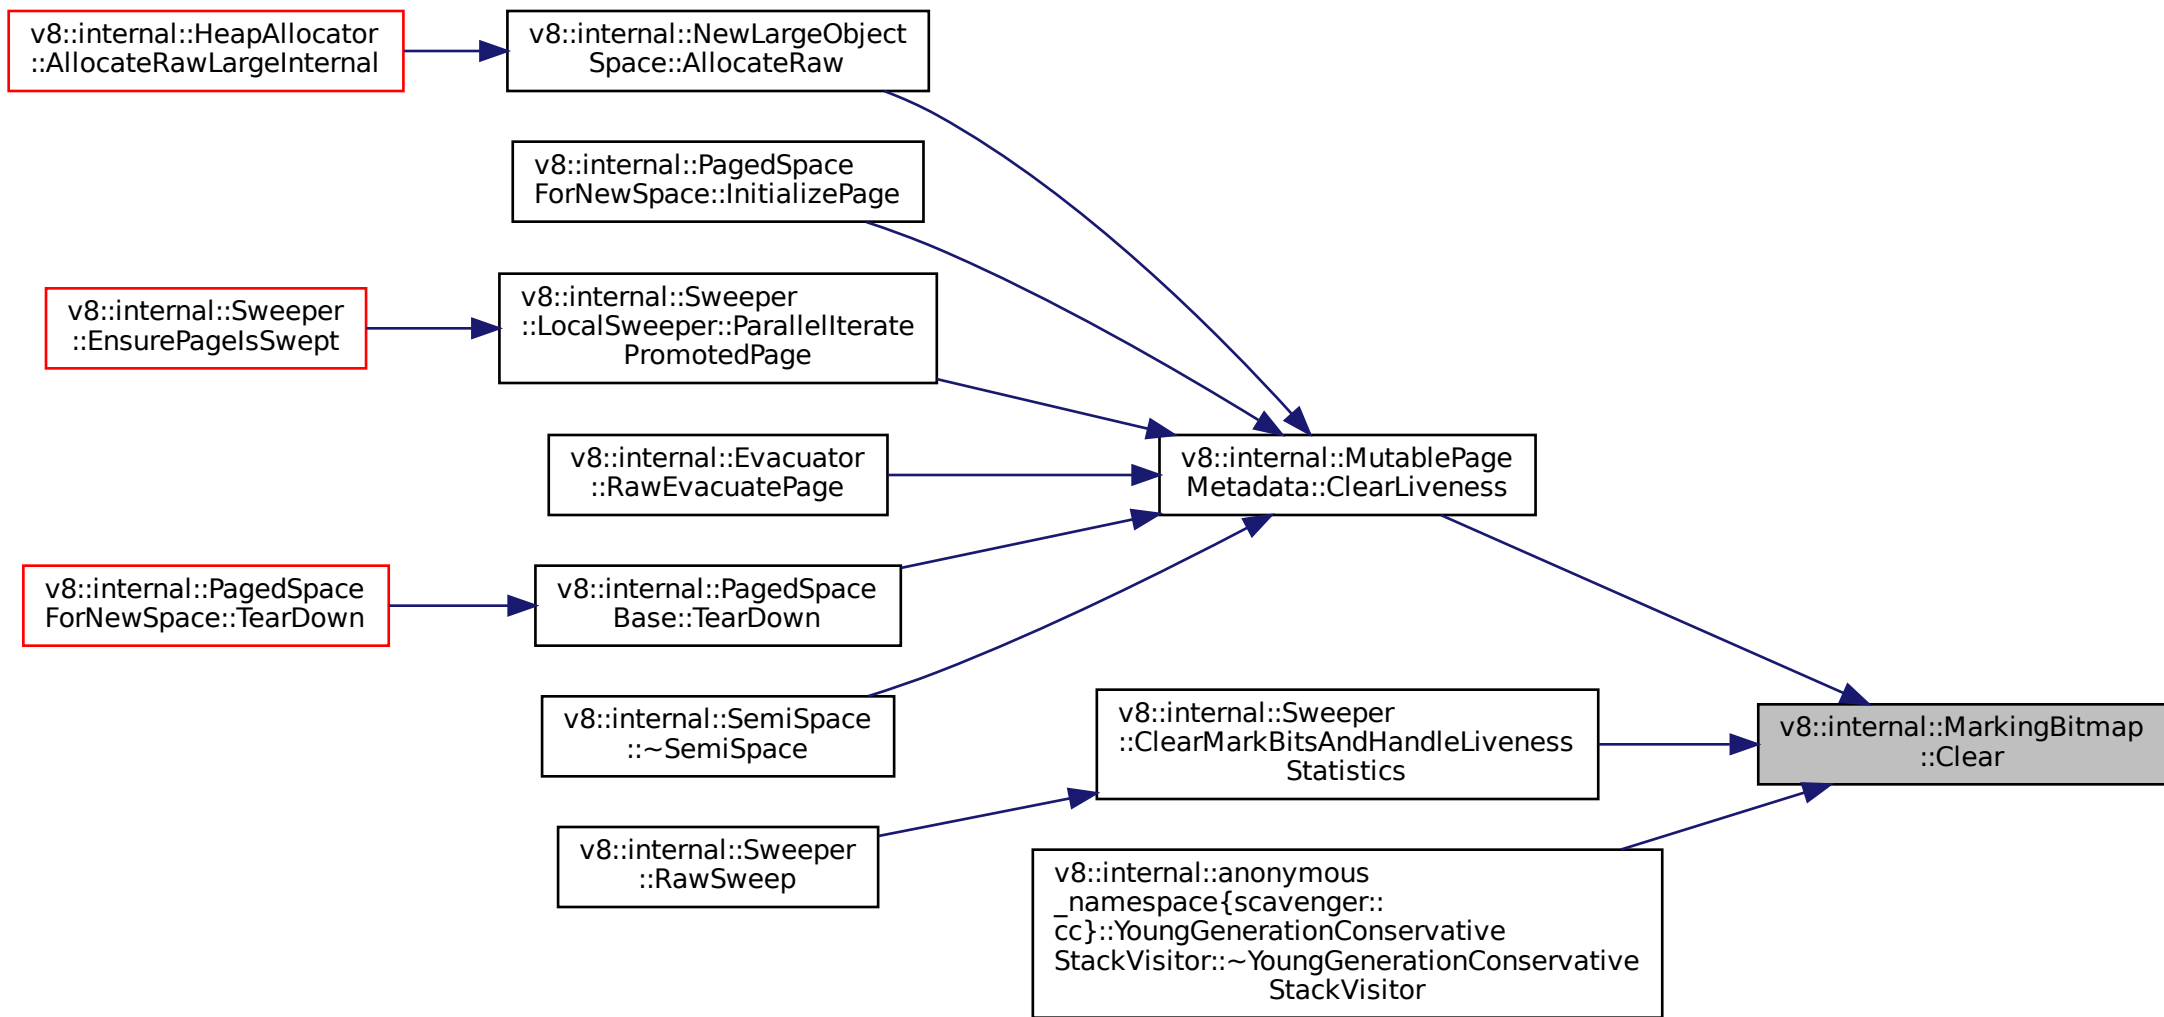 v8::internal::HeapAllocator
::AllocateRawLargeInternal
v8::internal::NewLargeObject
Space::AllocateRaw
v8::internal::PagedSpace
ForNewSpace::InitializePage
v8::internal::Sweeper
::EnsurePageIsSwept
v8::internal::Sweeper
::LocalSweeper::ParallelIterate
PromotedPage
v8::internal::Evacuator
::RawEvacuatePage
v8::internal::MutablePage
Metadata::ClearLiveness
v8::internal::PagedSpace
ForNewSpace::TearDown
v8::internal::PagedSpace
Base::TearDown
v8::internal::SemiSpace
::~SemiSpace
v8::internal::Sweeper
::ClearMarkBitsAndHandleLiveness
Statistics
v8::internal::MarkingBitmap
::Clear
v8::internal::Sweeper
::RawSweep
v8::internal::anonymous
_namespace{scavenger::
cc}::YoungGenerationConservative
StackVisitor::~YoungGenerationConservative
StackVisitor